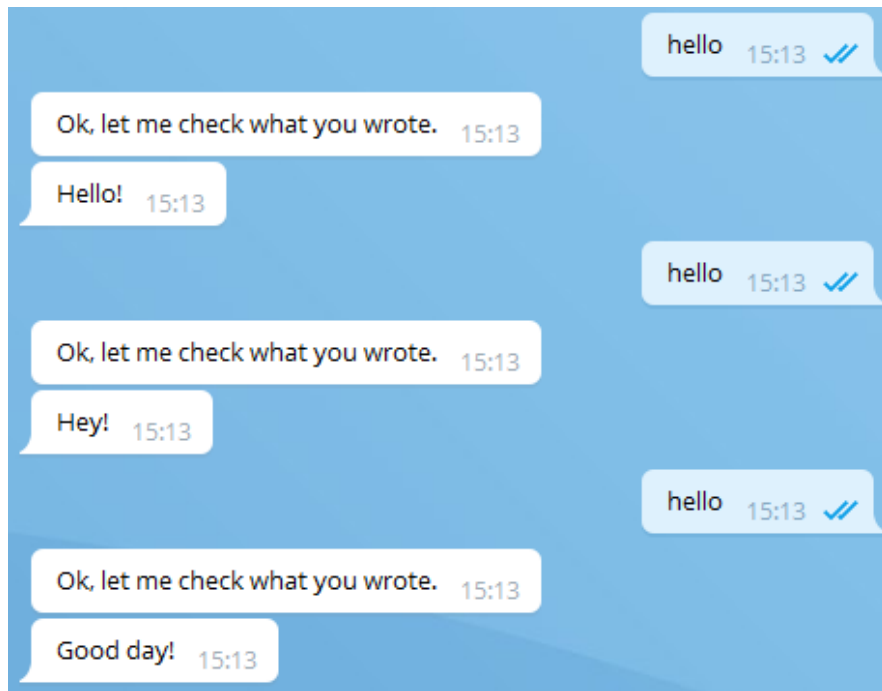 hello 15:13
Ok, let me check what you wrote. 15:13
Hello! 15:13
hello 15:13
Ok, let me check what you wrote. 15:13
Hey! 15:13
hello 15:13
Ok, let me check what you wrote. 15:13
Good day! 15:13